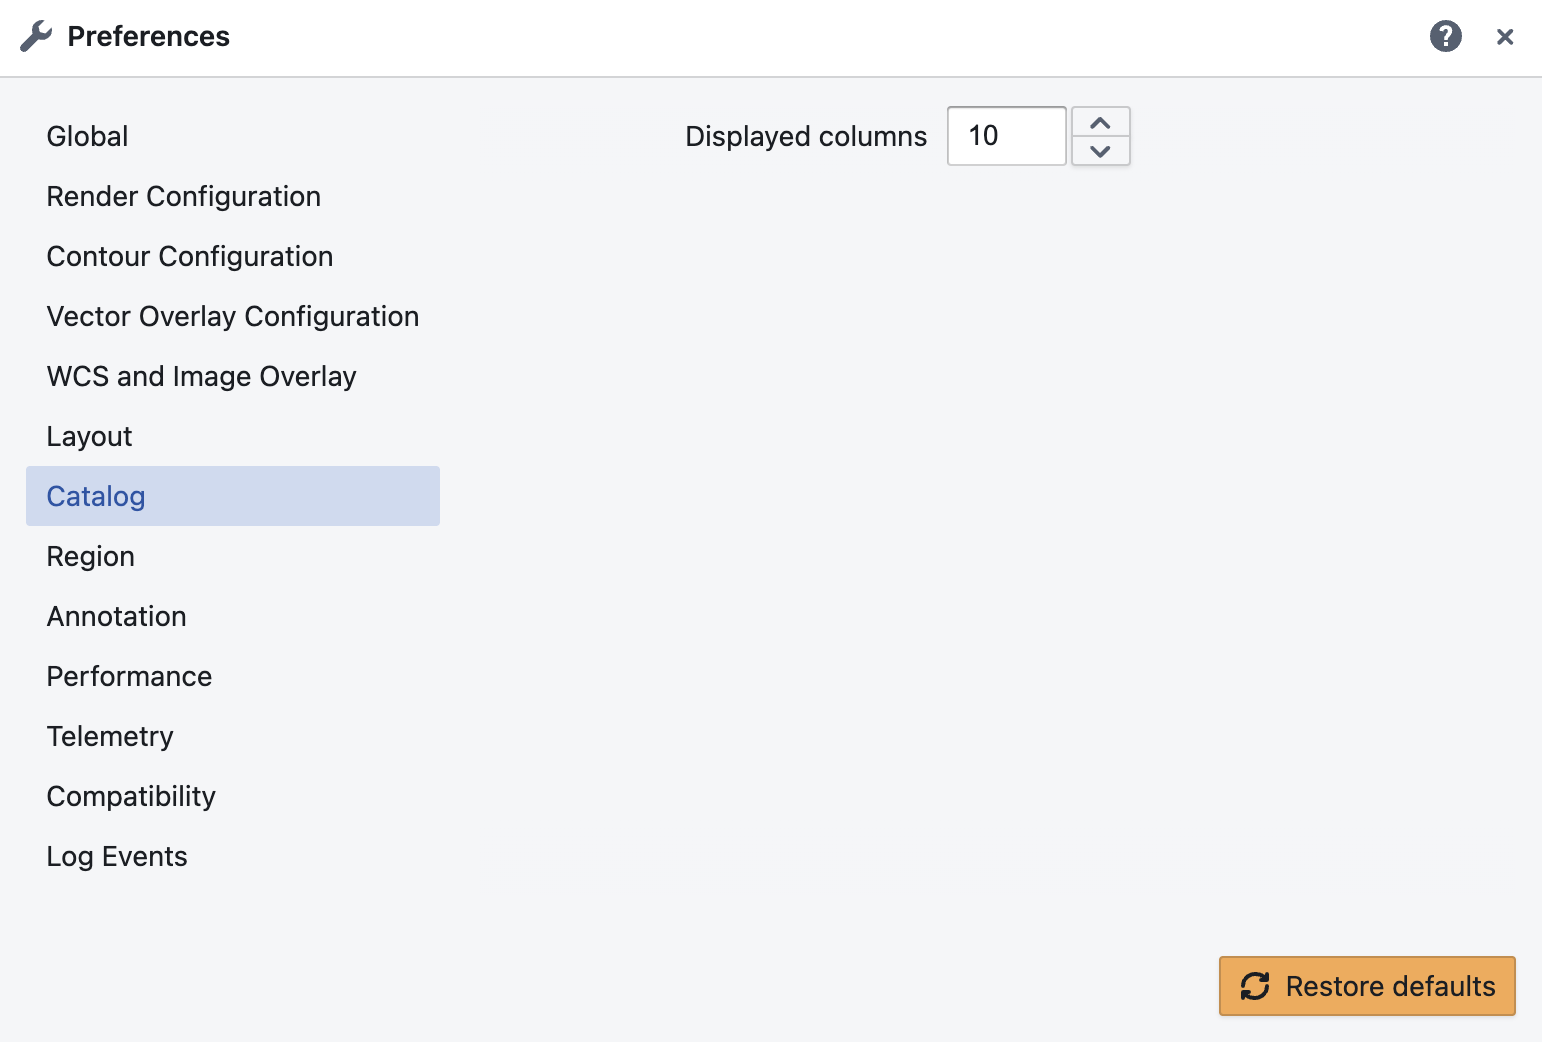 Preferences
Global
Displayed columns 10
Render Configuration
Contour Configuration
Vector Overlay Configuration
WCS and Image Overlay
Layout
Catalog
Region
Annotation
Performance
Telemetry
Compatibility
Log Events
Restore defaults